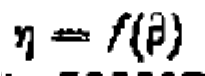 η = f(∂)